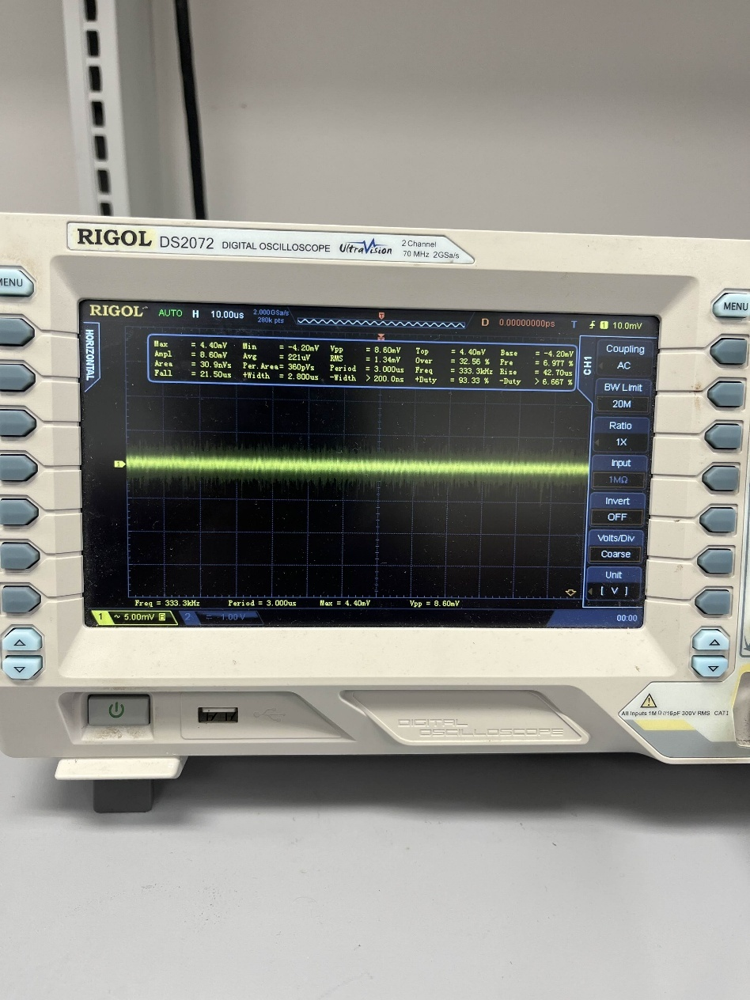 RIGOL DS2072 DIGITAL OSCILLOSCOPE UltraVision 2 Channel
70 MHz 2GSa/s
MENU
MENU
RIGOL AUTO H 10.00us 2.000GSa/s
280k pts
D 0.00000000ps T 1 10.0mV
HORIZONTAL
Max = 4.40mV Min = -4.20mV Vpp = 8.60mV Top = 4.40mV Base = -4.20mV
Ampl = 8.60mV Avg = 221uV RMS = 1.34mV Over = 32.56 % Pre = 6.977 %
Area = 30.9nVs Per.Area= 360pVs Period = 3.000us Freq = 333.3kHz Rise = 42.70us
Fall = 21.50us +Width = 2.800us -Width > 200.0ns +Duty = 93.33 % -Duty > 6.667 %
CH1
Coupling
AC
BW Limit
20M
Ratio
1X
Input
1MΩ
Invert
OFF
Volts/Div
Coarse
Unit
[ V ]
1
Freq = 333.3kHz Period = 3.000us Max = 4.40mV Vpp = 8.60mV
1 ~ 5.00mV B 2 = 1.00 V 00:00
DIGITAL
OSCILLOSCOPE
All Inputs 1MΩ//16pF 300V RMS CAT I